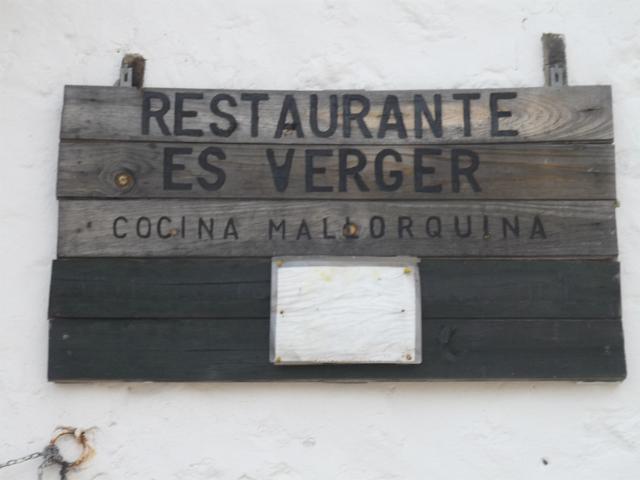 RESTAURANTE
ES VERGER
COCINA MALLORQUINA